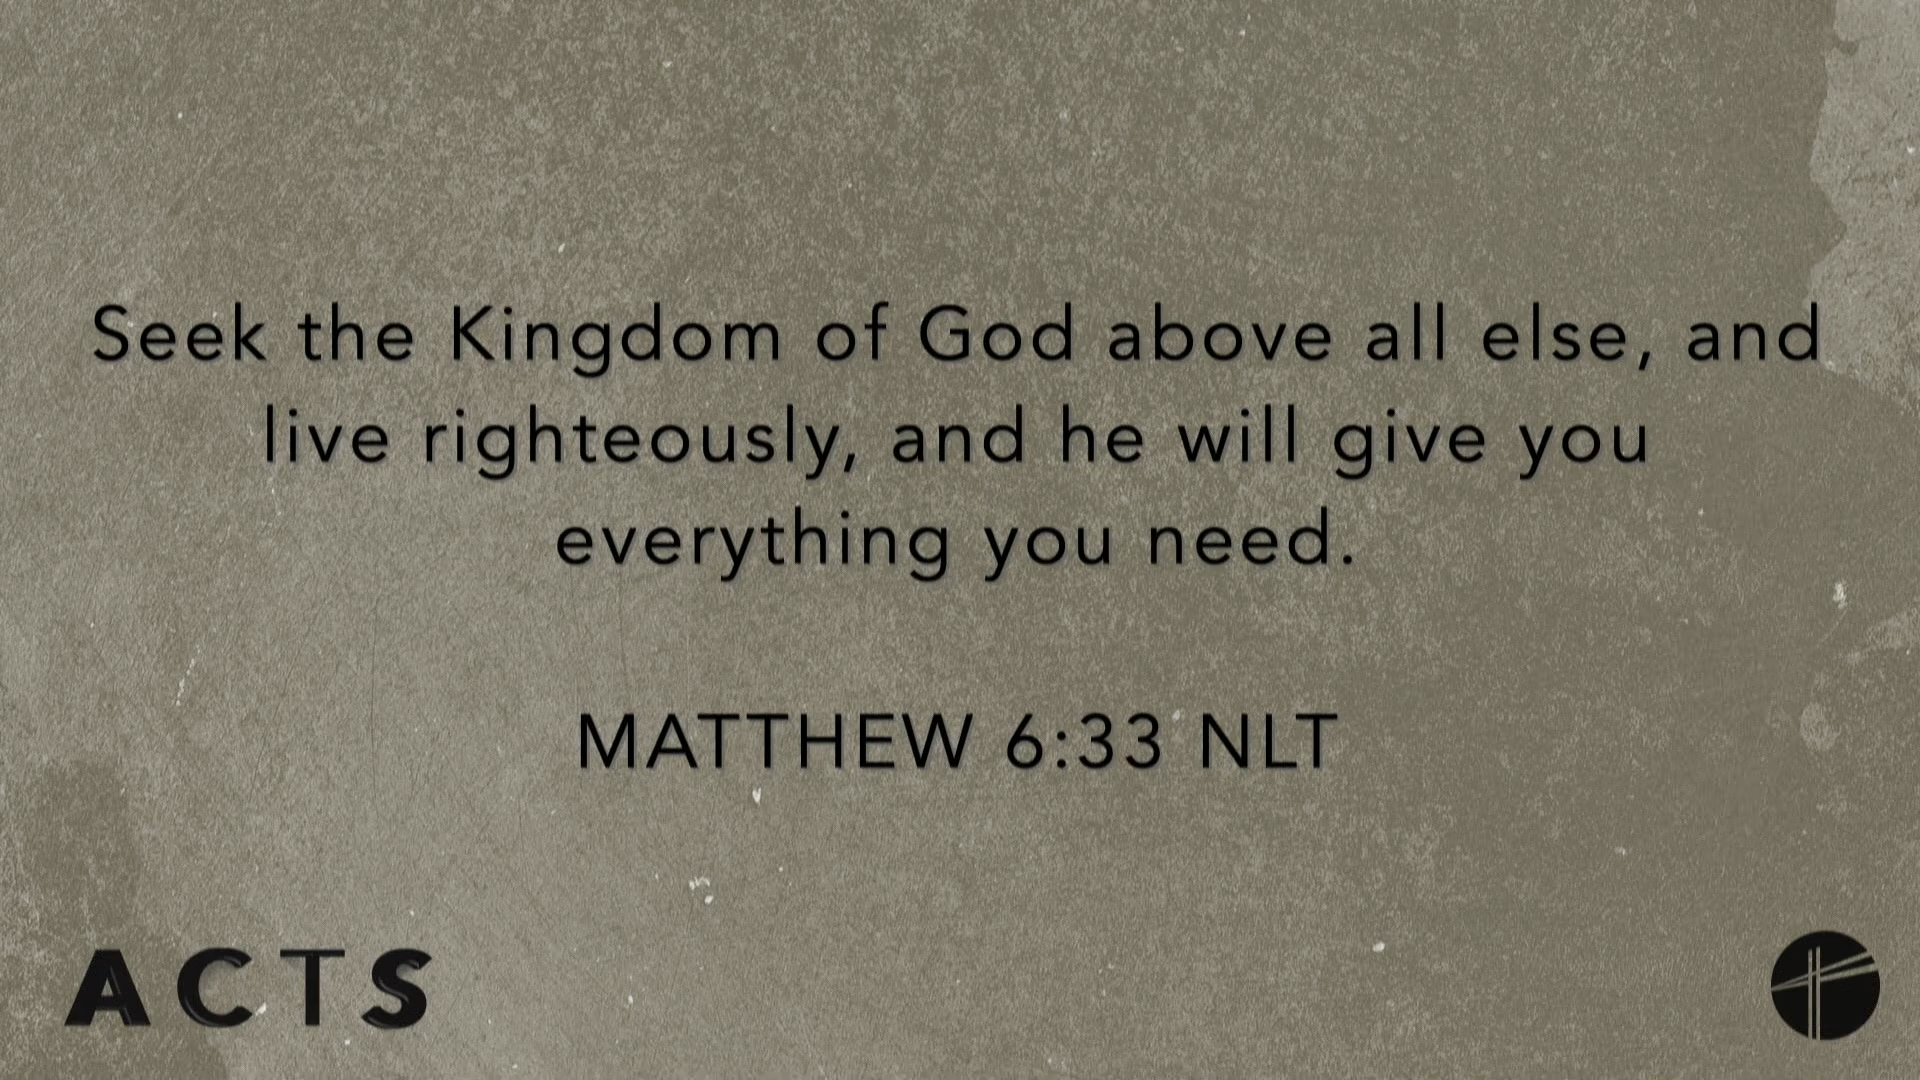 Seek the Kingdom of God above all else, and
live righteously, and he will give you
everything you need.
MATTHEW 6:33 NLT
ACTS